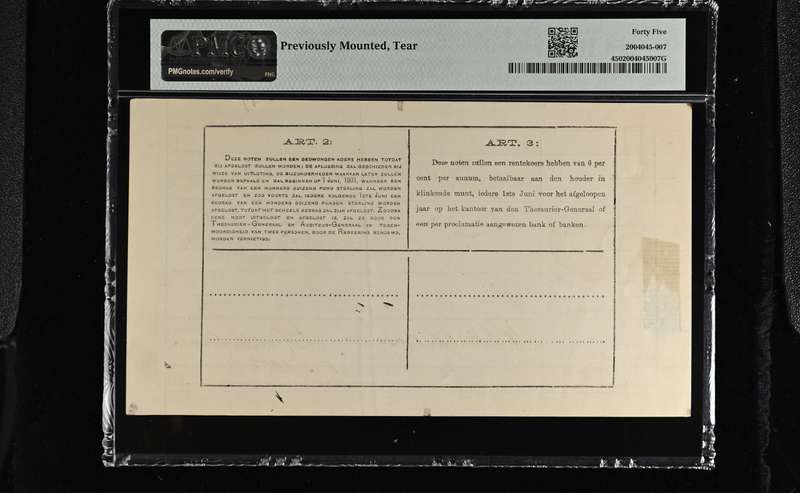 PMG
PMGnotes.com/verify
PMG
Previously Mounted, Tear
Forty Five
2004045-007
4502004045007G
ART. 2:
DEZE NOTEN ZULLEN EEN GEDWONGEN KOERS HEBBEN TOTDAT
ZIJ AFGELOST ZULLEN WORDEN; DE AFLOSSING ZAL GESCHIEDEN BIJ
WIJZE VAN UITLOTING, DE BIJZONDERHEDEN WAARVAN LATER ZULLEN
WORDEN BEPAALD EN ZAL BEGINNEN OP 1 JUNI, 1901, WANNEER EEN
BEDRAG VAN EEN HONDERD DUIZEND POND STERLING ZAL WORDEN
AFGELOST EN ZOO VOORTS ZAL IEDERE VOLGENDE 1STE JUNI EEN
BEDRAG VAN EEN HONDERD DUIZEND PONDEN STERLING WORDEN
AFGELOST, TOTDAT HET GEHEELE BEDRAG ZAL ZIJN AFGELOST. ZOODRA
EENE NOOT UITGELOOT EN AFGELOST IS, ZAL ZE DOOR DEN
THESAURIER-GENERAAL EN AUDITEUR-GENERAAL IN TEGEN-
WOORDIGHEID VAN TWEE PERSONEN, DOOR DE REGEERING BENOEMD,
WORDEN VERNIETIGD.
ART. 3:
Deze noten zullen een rentekoers hebben van 6 per
cent per annum, betaalbaar aan den houder in
klinkende munt, iedere 1ste Juni voor het afgeloopen
jaar op het kantoor van den Thesaurier-Generaal of
een per proclamatie aangewezen bank of banken.